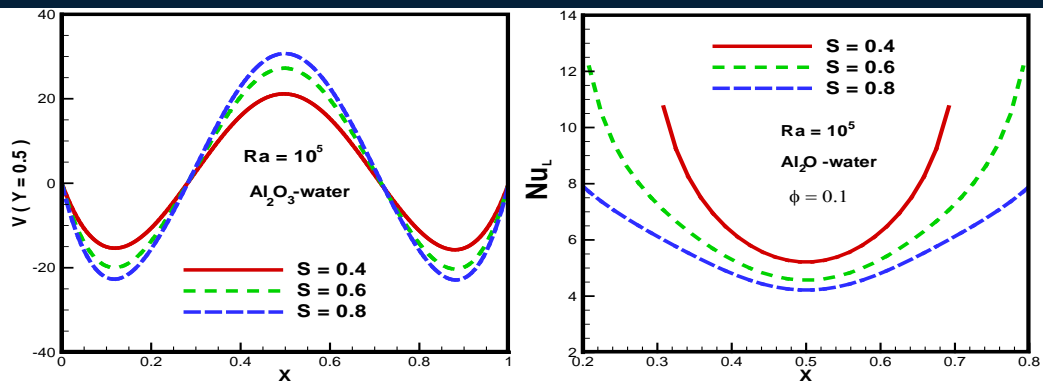 40
20
0
-20
-40
V ( Y = 0.5 )
Ra = 10⁵
Al₂O₃-water
S = 0.4
S = 0.6
S = 0.8
0 0.2 0.4 0.6 0.8 1
X
14
12
10
8
6
4
2
Nu_L
S = 0.4
S = 0.6
S = 0.8
Ra = 10⁵
Al₂O -water
ϕ = 0.1
0.2 0.3 0.4 0.5 0.6 0.7 0.8
X